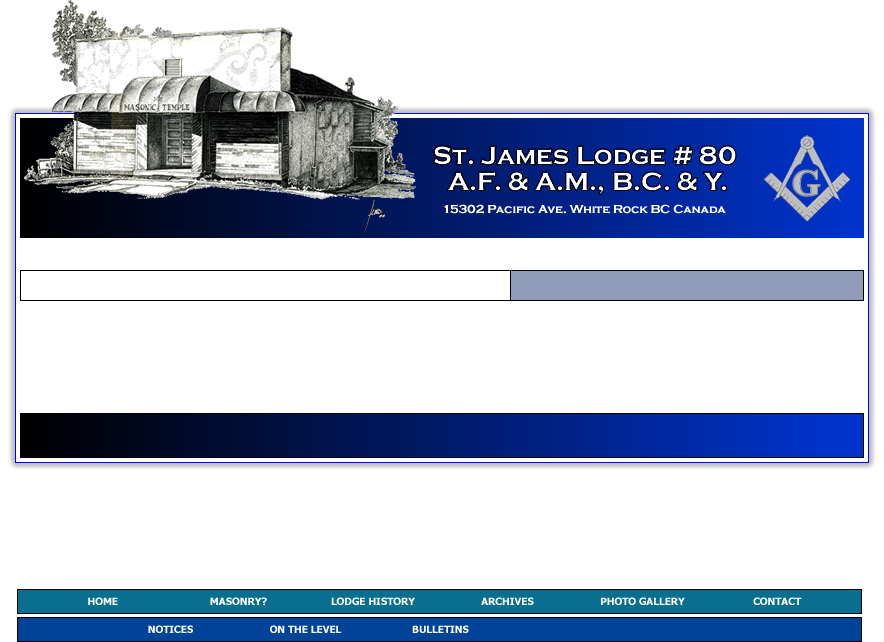 MASONIC TEMPLE
ST. JAMES LODGE # 80
A.F. & A.M., B.C. & Y.
15302 PACIFIC AVE. WHITE ROCK BC CANADA
G
HOME MASONRY? LODGE HISTORY ARCHIVES PHOTO GALLERY CONTACT
NOTICES ON THE LEVEL BULLETINS